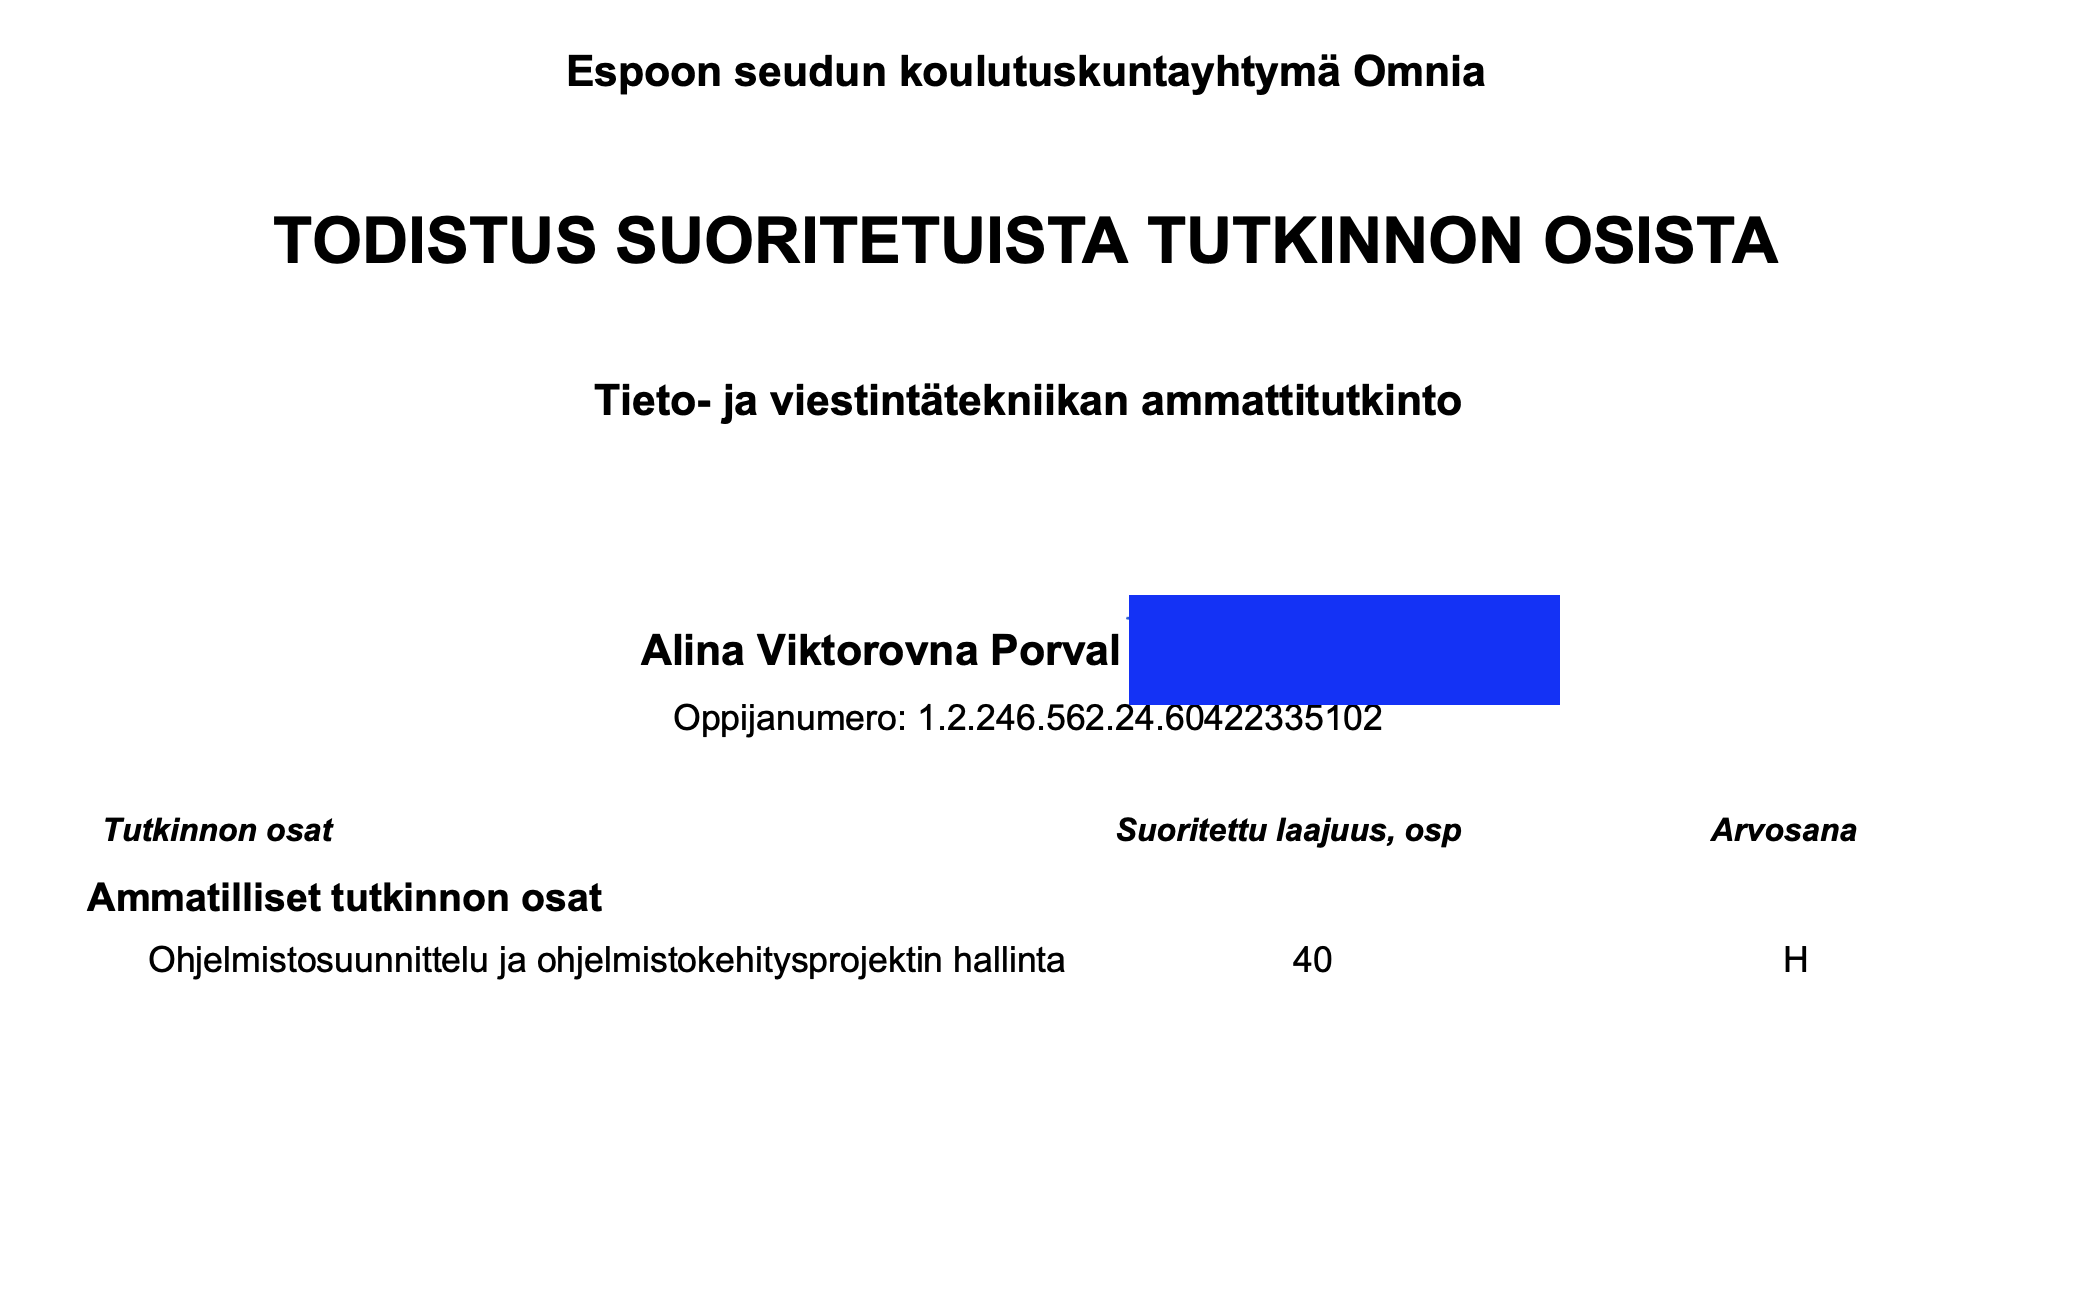 Espoon seudun koulutuskuntayhtymä Omnia
TODISTUS SUORITETUISTA TUTKINNON OSISTA
Tieto- ja viestintätekniikan ammattitutkinto
Alina Viktorovna Porval
Oppijanumero: 1.2.246.562.24.60422335102
Tutkinnon osat Suoritettu laajuus, osp Arvosana
Ammatilliset tutkinnon osat
Ohjelmistosuunnittelu ja ohjelmistokehitysprojektin hallinta 40 H